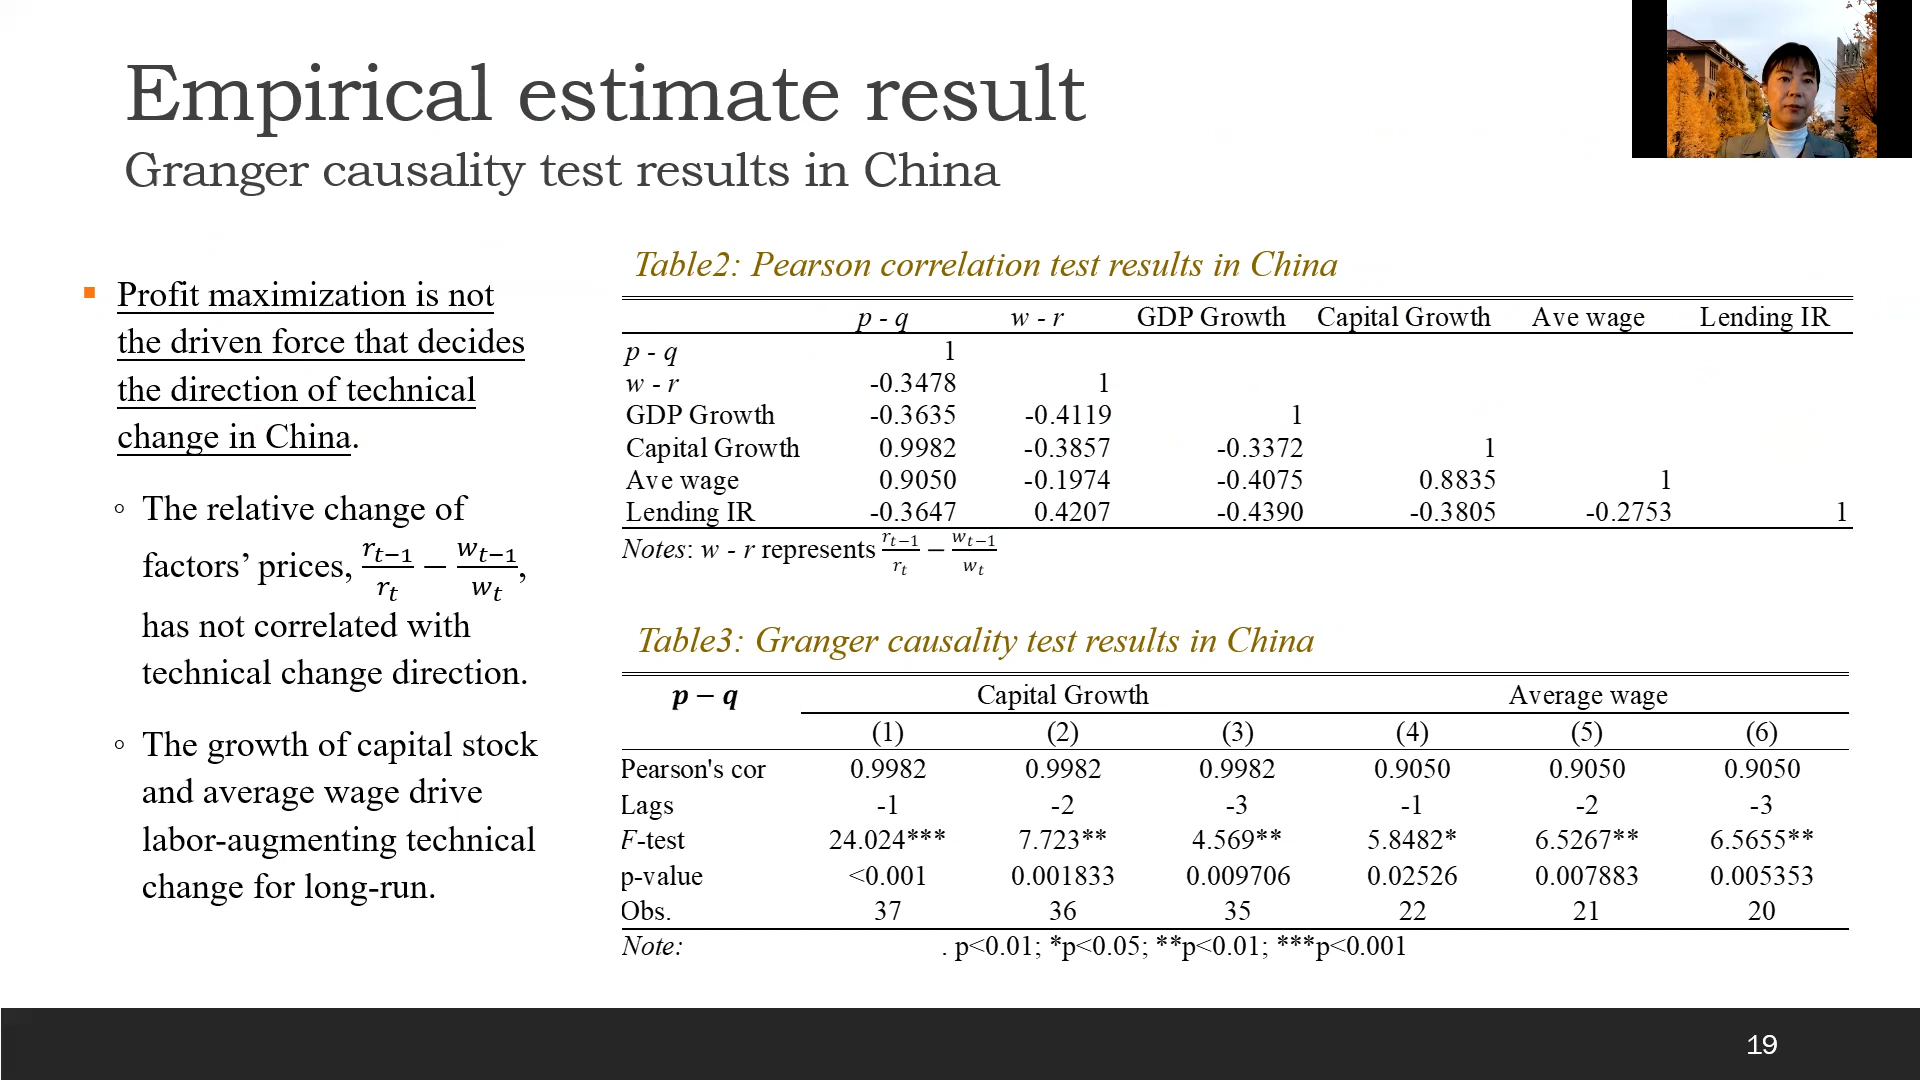 Empirical estimate result
Granger causality test results in China
▪ Profit maximization is not
the driven force that decides
the direction of technical
change in China.
◦ The relative change of
factors’ prices, \frac{r_{t-1}}{r_t} − \frac{w_{t-1}}{w_t},
has not correlated with
technical change direction.
◦ The growth of capital stock
and average wage drive
labor-augmenting technical
change for long-run.
Table2: Pearson correlation test results in China
p - q w - r GDP Growth Capital Growth Ave wage Lending IR
p - q 1
w - r -0.3478 1
GDP Growth -0.3635 -0.4119 1
Capital Growth 0.9982 -0.3857 -0.3372 1
Ave wage 0.9050 -0.1974 -0.4075 0.8835 1
Lending IR -0.3647 0.4207 -0.4390 -0.3805 -0.2753 1
Notes: w - r represents \frac{r_{t-1}}{r_t} − \frac{w_{t-1}}{w_t}
Table3: Granger causality test results in China
p − q Capital Growth Average wage
(1) (2) (3) (4) (5) (6)
Pearson's cor 0.9982 0.9982 0.9982 0.9050 0.9050 0.9050
Lags -1 -2 -3 -1 -2 -3
F-test 24.024*** 7.723** 4.569** 5.8482* 6.5267** 6.5655**
p-value <0.001 0.001833 0.009706 0.02526 0.007883 0.005353
Obs. 37 36 35 22 21 20
Note: . p<0.01; *p<0.05; **p<0.01; ***p<0.001
19